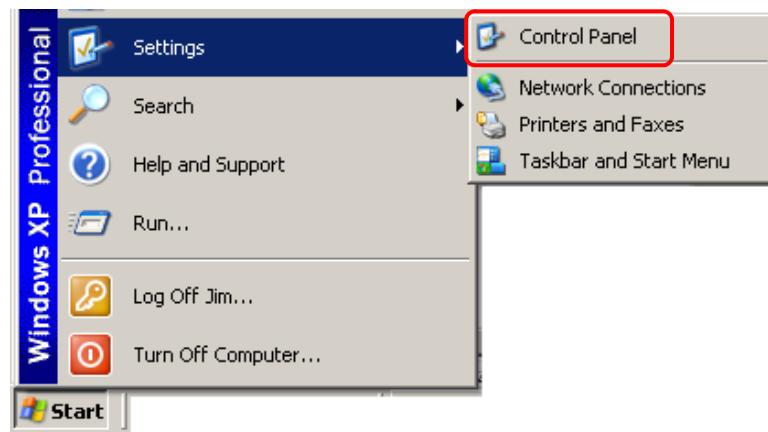 Windows XP Professional
Settings
Search
Help and Support
Run...
Log Off Jim...
Turn Off Computer...
Start
Control Panel
Network Connections
Printers and Faxes
Taskbar and Start Menu